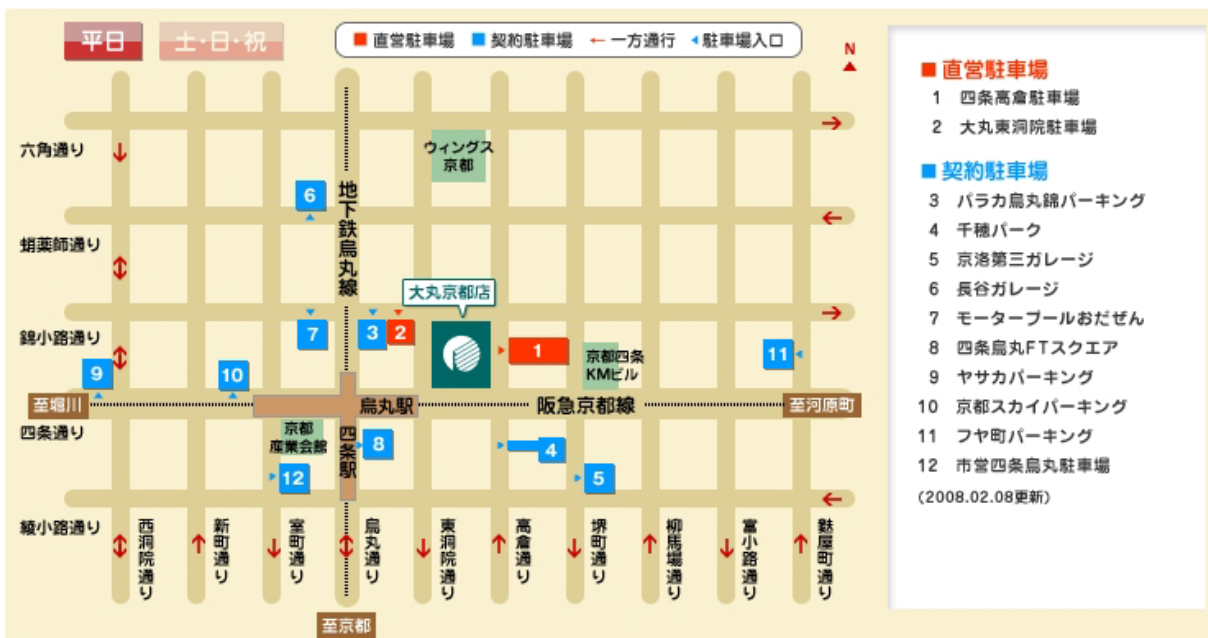 平日
土・日・祝
■ 直営駐車場 ■ 契約駐車場 ← 一方通行 ◂ 駐車場入口
N
六角通り
ウィングス
京都
6
地下鉄烏丸線
蛸薬師通り
大丸京都店
錦小路通り
7
3
2
1
京都四条
KMビル
11
9
10
至堀川
烏丸駅
阪急京都線
至河原町
四条通り
京都
産業会館
四条駅
8
4
12
5
綾小路通り
西洞院通り
新町通り
室町通り
烏丸通り
東洞院通り
高倉通り
堺町通り
柳馬場通り
富小路通り
麩屋町通り
至京都
■ 直営駐車場
1 四条高倉駐車場
2 大丸東洞院駐車場
■ 契約駐車場
3 パラカ烏丸錦パーキング
4 千穂パーク
5 京洛第三ガレージ
6 長谷ガレージ
7 モータープールおだぜん
8 四条烏丸FTスクエア
9 ヤサカパーキング
10 京都スカイパーキング
11 フヤ町パーキング
12 市営四条烏丸駐車場
(2008.02.08更新)